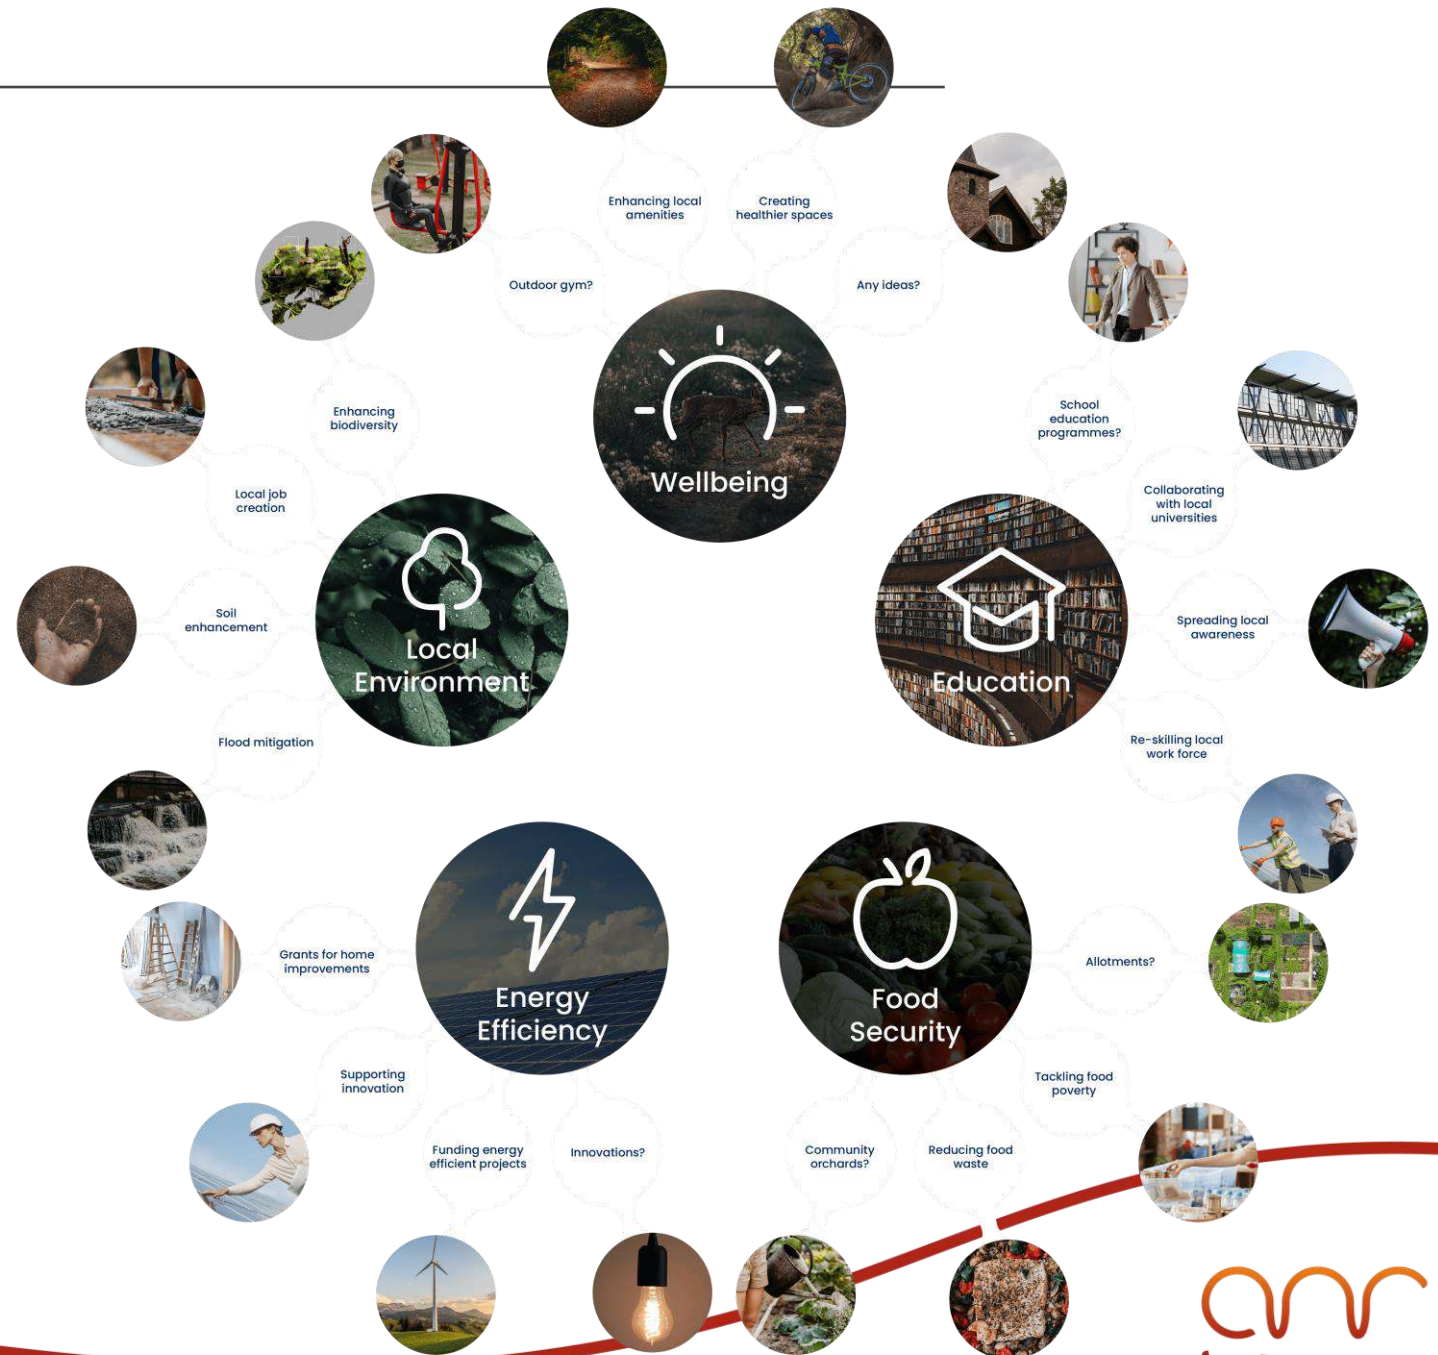 Enhancing local
amenities
Creating
healthier spaces
Outdoor gym?
Any ideas?
Wellbeing
Enhancing
biodiversity
Local job
creation
Soil
enhancement
Flood mitigation
Local
Environment
School
education
programmes?
Collaborating
with local
universities
Spreading local
awareness
Re-skilling local
work force
Education
Grants for home
improvements
Supporting
innovation
Funding energy
efficient projects
Innovations?
Energy
Efficiency
Allotments?
Tackling food
poverty
Reducing food
waste
Community
orchards?
Food
Security